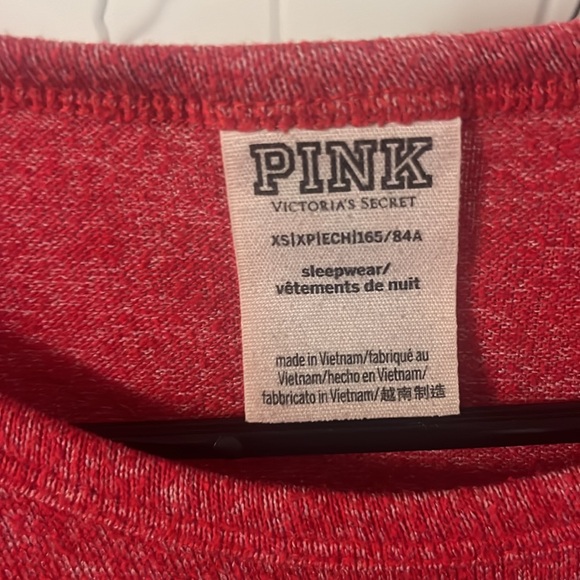 PINK
VICTORIA'S SECRET
XS|XP|ECH|165/84A
sleepwear/
vêtements de nuit
made in Vietnam/fabriqué au
Vietnam/hecho en Vietnam/
fabbricato in Vietnam/越南制造